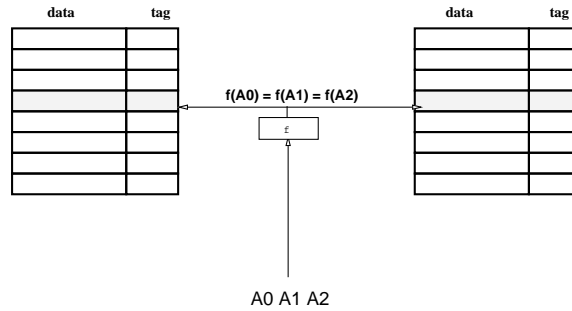 data tag data tag
f(A0) = f(A1) = f(A2)
f
A0 A1 A2